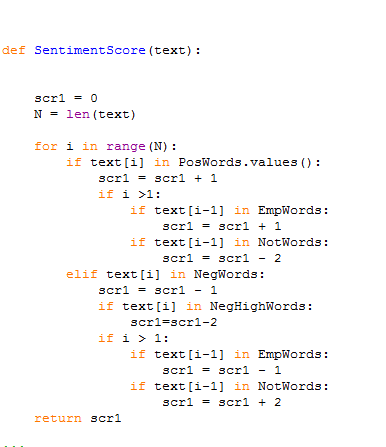 def SentimentScore(text):
    scr1 = 0
    N = len(text)
    for i in range(N):
        if text[i] in PosWords.values():
            scr1 = scr1 + 1
            if i >1:
                if text[i-1] in EmpWords:
                    scr1 = scr1 + 1
                if text[i-1] in NotWords:
                    scr1 = scr1 - 2
        elif text[i] in NegWords:
            scr1 = scr1 - 1
            if text[i] in NegHighWords:
                scr1=scr1-2
            if i > 1:
                if text[i-1] in EmpWords:
                    scr1 = scr1 - 1
                if text[i-1] in NotWords:
                    scr1 = scr1 + 2
    return scr1